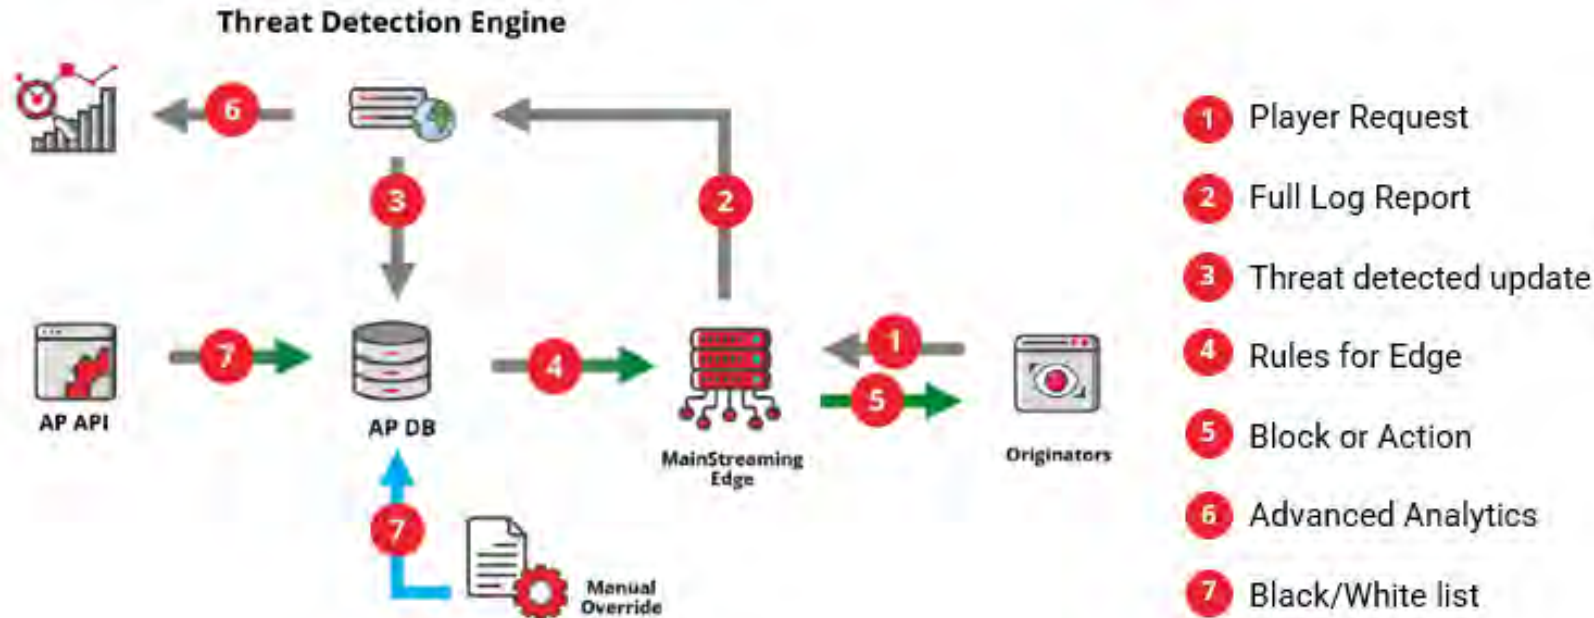 Threat Detection Engine
6
3
2
7
4
1
5
AP API
AP DB
MainStreaming
Edge
Originators
7
Manual
Override
1 Player Request
2 Full Log Report
3 Threat detected update
4 Rules for Edge
5 Block or Action
6 Advanced Analytics
7 Black/White list